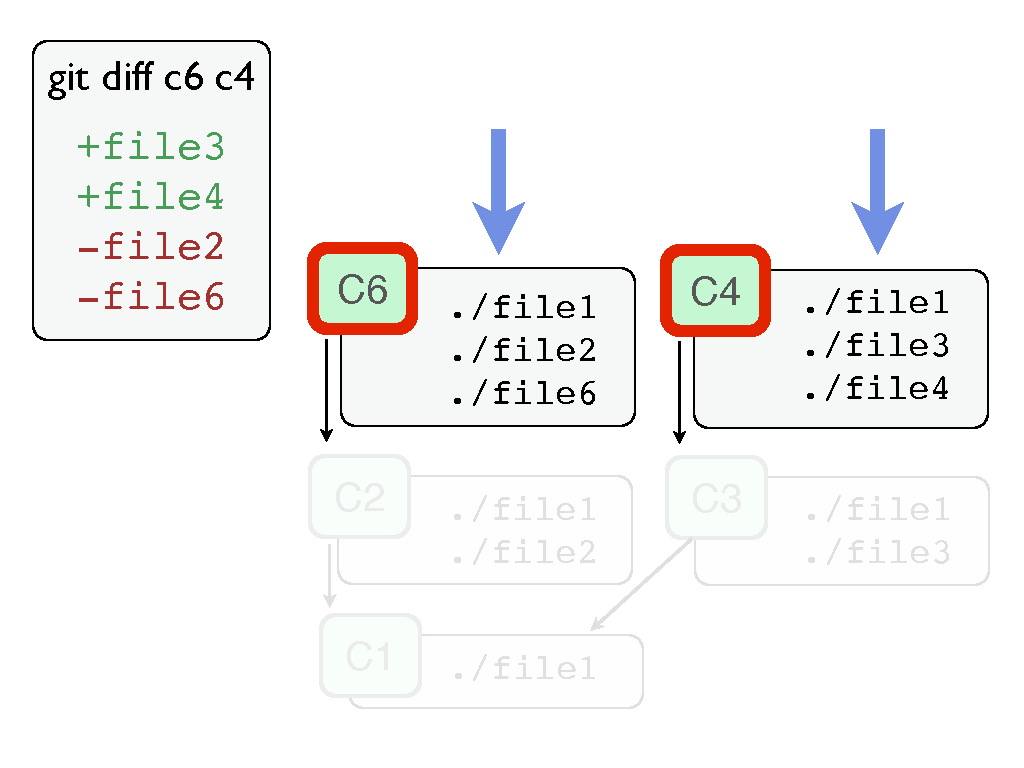 git diff c6 c4
+file3
+file4
-file2
-file6
C6
./file1
./file2
./file6
C4
./file1
./file3
./file4
C2
./file1
./file2
C3
./file1
./file3
C1
./file1